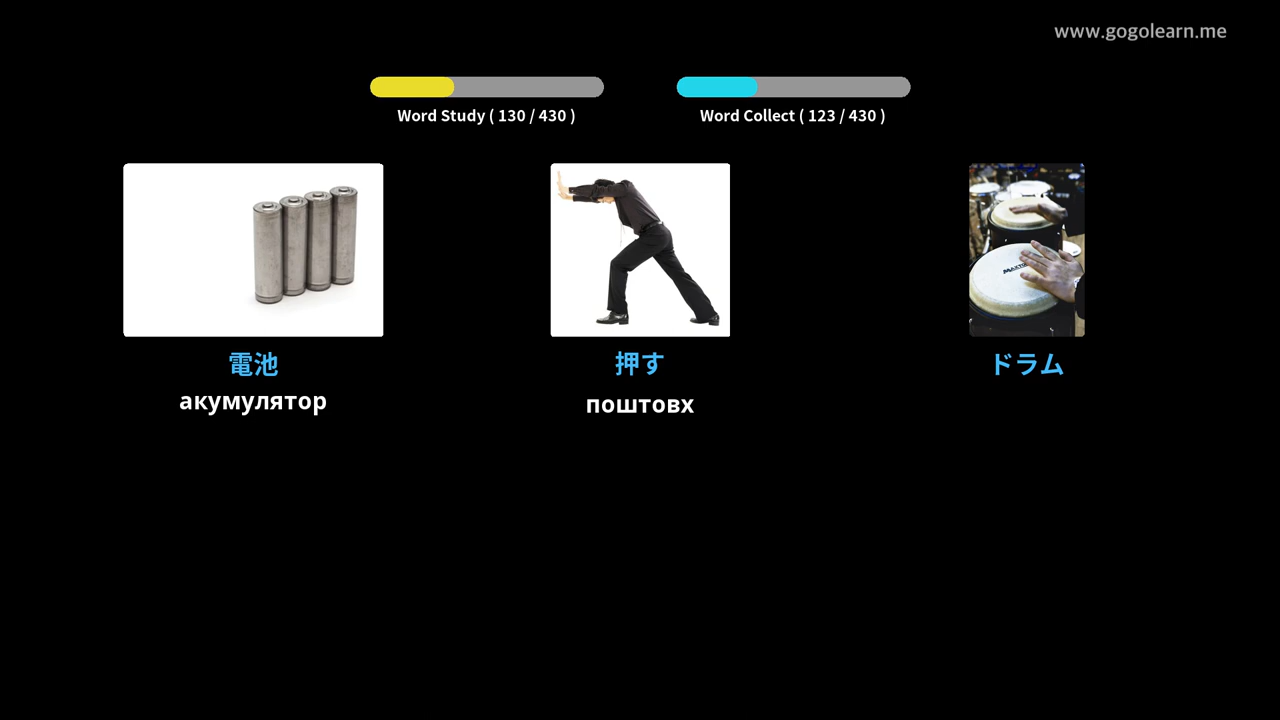 www.gogolearn.me
Word Study ( 130 / 430 )
Word Collect ( 123 / 430 )
電池
押す
ドラム
акумулятор
поштовх